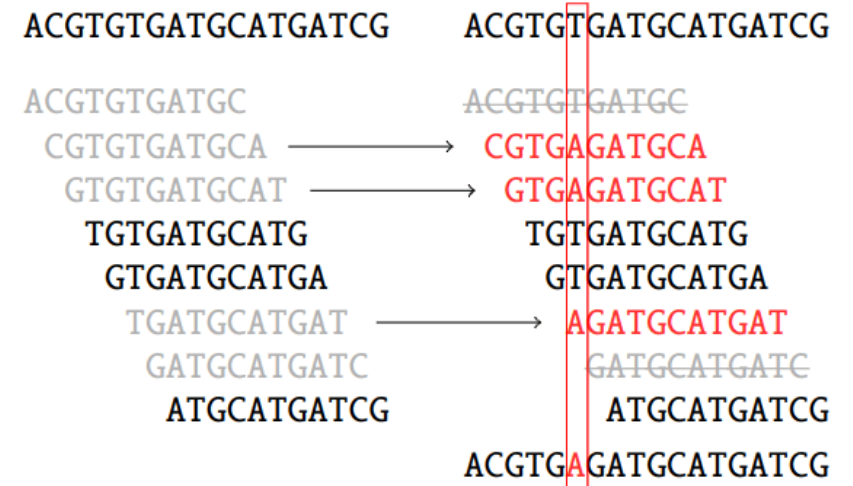 ACGTGTGATGCATGATCG ACGTGTGATGCATGATCG
ACGTGTGATGC ACGTGTGATGC
CGTGTGATGCA CGTGAGATGCA
GTGTGATGCAT GTGAGATGCAT
TGTGATGCATG TGTGATGCATG
GTGATGCATGA GTGATGCATGA
TGATGCATGAT AGATGCATGAT
GATGCATGATC GATGCATGATC
ATGCATGATCG ATGCATGATCG
ACGTGAGATGCATGATCG